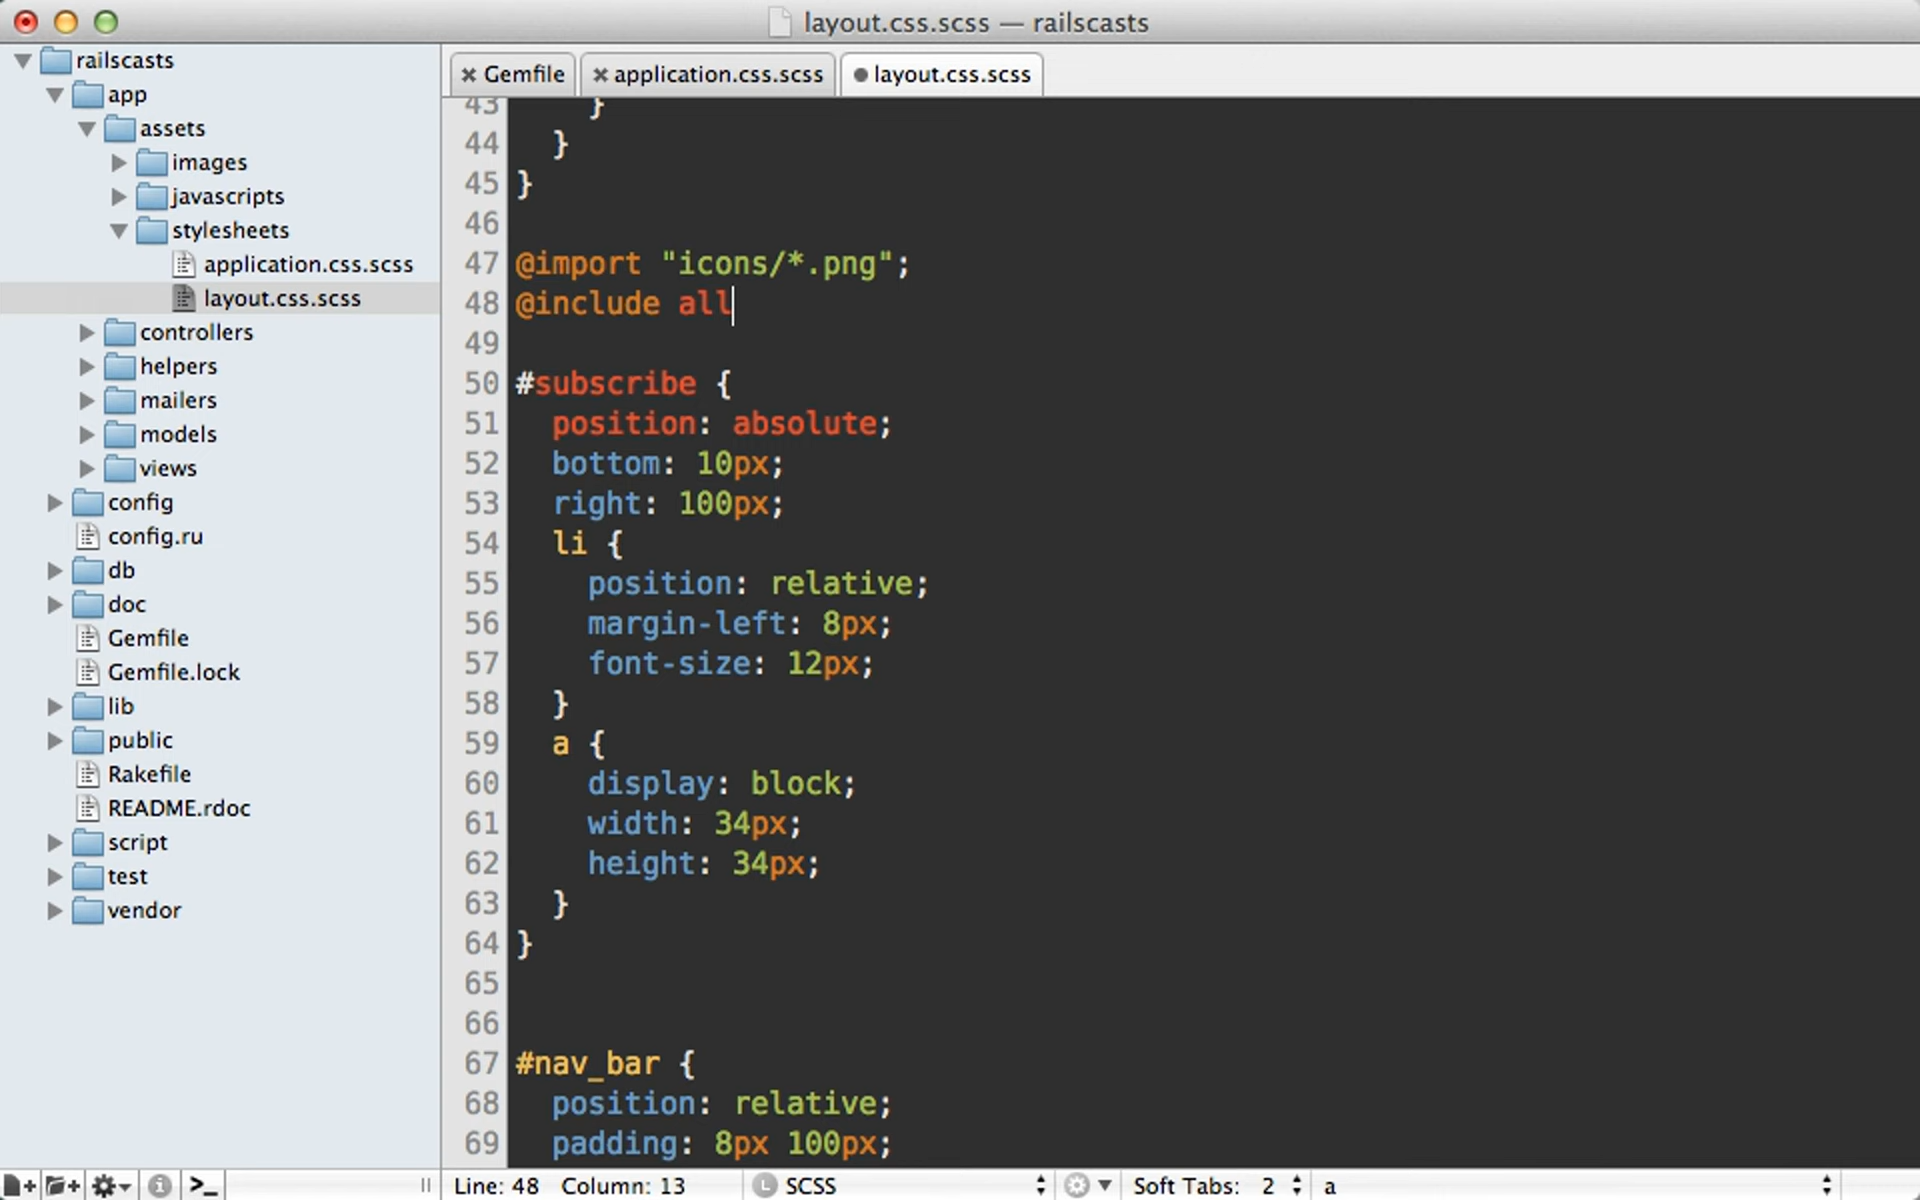 layout.css.scss — railscasts
railscasts
app
assets
images
javascripts
stylesheets
application.css.scss
layout.css.scss
controllers
helpers
mailers
models
views
config
config.ru
db
doc
Gemfile
Gemfile.lock
lib
public
Rakefile
README.rdoc
script
test
vendor
Gemfile
application.css.scss
layout.css.scss
43     }
44   }
45 }
46
47 @import "icons/*.png";
48 @include all
49
50 #subscribe {
51   position: absolute;
52   bottom: 10px;
53   right: 100px;
54   li {
55     position: relative;
56     margin-left: 8px;
57     font-size: 12px;
58   }
59   a {
60     display: block;
61     width: 34px;
62     height: 34px;
63   }
64 }
65
66
67 #nav_bar {
68   position: relative;
69   padding: 8px 100px;
Line: 48 Column: 13 L SCSS Soft Tabs: 2 a